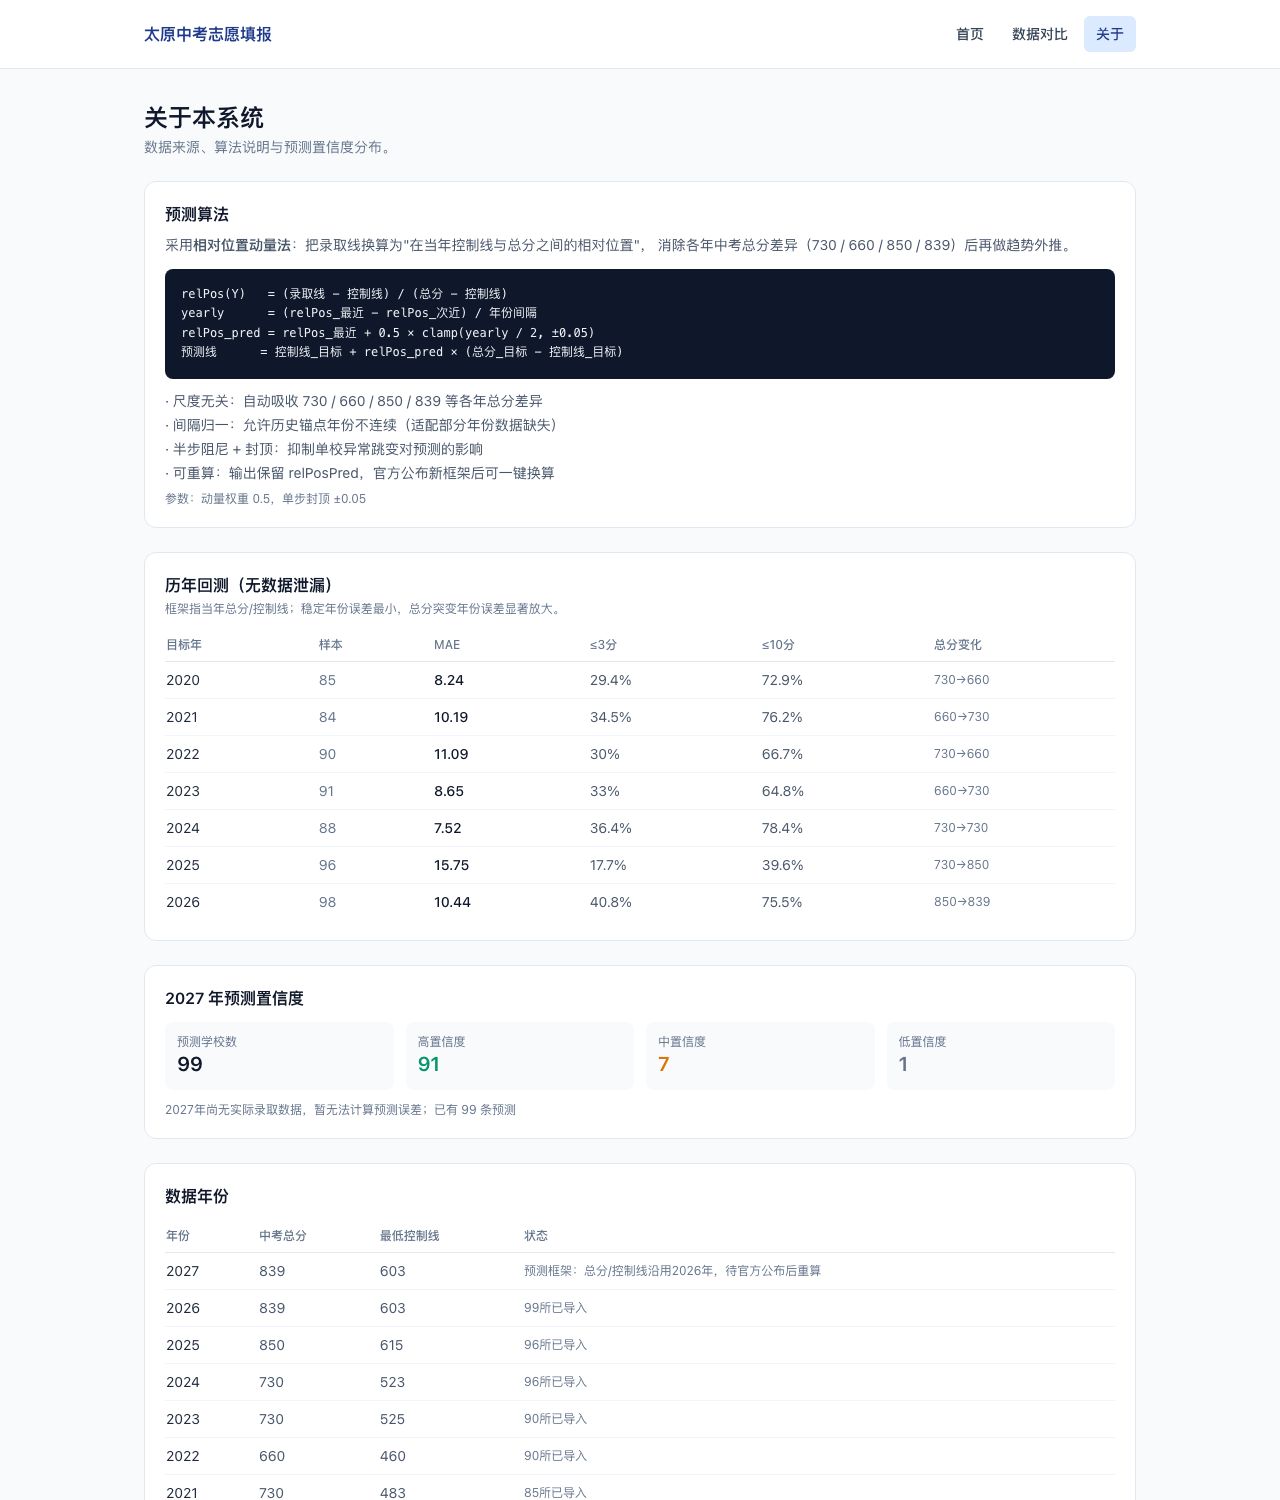 太原中考志愿填报
首页 数据对比 关于
关于本系统
数据来源、算法说明与预测置信度分布。
预测算法
采用相对位置动量法：把录取线换算为"在当年控制线与总分之间的相对位置"， 消除各年中考总分差异（730 / 660 / 850 / 839）后再做趋势外推。
relPos(Y)   = (录取线 − 控制线) / (总分 − 控制线)
yearly      = (relPos_最近 − relPos_次近) / 年份间隔
relPos_pred = relPos_最近 + 0.5 × clamp(yearly / 2, ±0.05)
预测线      = 控制线_目标 + relPos_pred × (总分_目标 − 控制线_目标)
· 尺度无关：自动吸收 730 / 660 / 850 / 839 等各年总分差异
· 间隔归一：允许历史锚点年份不连续（适配部分年份数据缺失）
· 半步阻尼 + 封顶：抑制单校异常跳变对预测的影响
· 可重算：输出保留 relPosPred，官方公布新框架后可一键换算
参数：动量权重 0.5，单步封顶 ±0.05
历年回测（无数据泄漏）
框架指当年总分/控制线；稳定年份误差最小，总分突变年份误差显著放大。
目标年 样本 MAE ≤3分 ≤10分 总分变化
2020 85 8.24 29.4% 72.9% 730→660
2021 84 10.19 34.5% 76.2% 660→730
2022 90 11.09 30% 66.7% 730→660
2023 91 8.65 33% 64.8% 660→730
2024 88 7.52 36.4% 78.4% 730→730
2025 96 15.75 17.7% 39.6% 730→850
2026 98 10.44 40.8% 75.5% 850→839
2027 年预测置信度
预测学校数 高置信度 中置信度 低置信度
99 91 7 1
2027年尚无实际录取数据，暂无法计算预测误差；已有 99 条预测
数据年份
年份 中考总分 最低控制线 状态
2027 839 603 预测框架：总分/控制线沿用2026年，待官方公布后重算
2026 839 603 99所已导入
2025 850 615 96所已导入
2024 730 523 96所已导入
2023 730 525 90所已导入
2022 660 460 90所已导入
2021 730 483 85所已导入